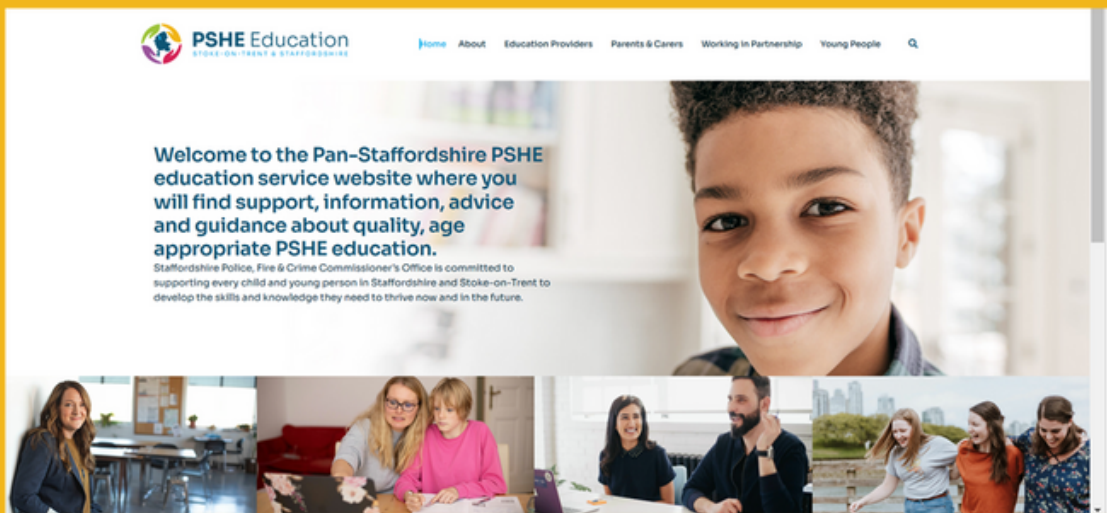 PSHE Education
STOKE-ON-TRENT & STAFFORDSHIRE
Home About Education Providers Parents & Carers Working in Partnership Young People
Welcome to the Pan-Staffordshire PSHE
education service website where you
will find support, information, advice
and guidance about quality, age
appropriate PSHE education.
Staffordshire Police, Fire & Crime Commissioner's Office is committed to
supporting every child and young person in Staffordshire and Stoke-on-Trent to
develop the skills and knowledge they need to thrive now and in the future.